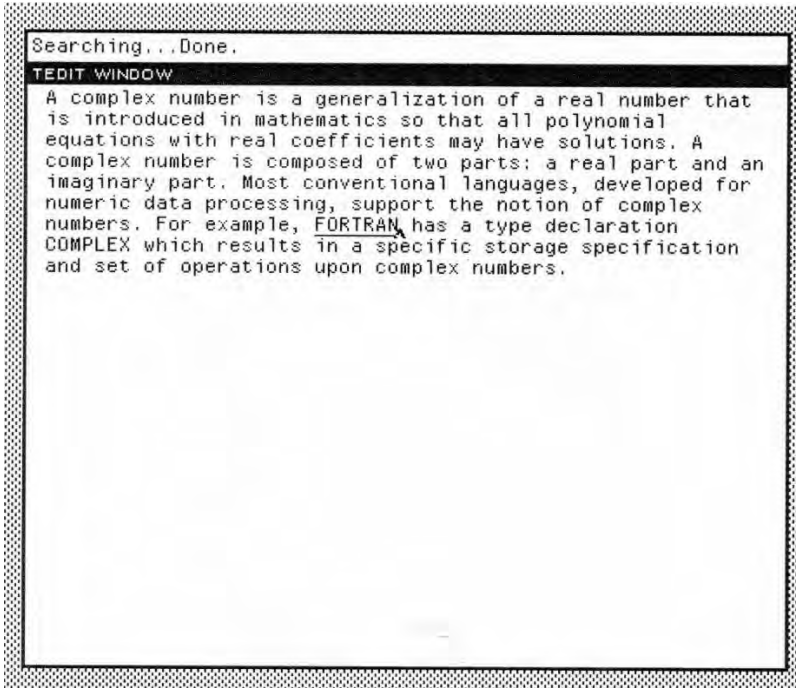 Searching...Done.
TEDIT WINDOW
A complex number is a generalization of a real number that
is introduced in mathematics so that all polynomial
equations with real coefficients may have solutions. A
complex number is composed of two parts: a real part and an
imaginary part. Most conventional languages, developed for
numeric data processing, support the notion of complex
numbers. For example, FORTRAN has a type declaration
COMPLEX which results in a specific storage specification
and set of operations upon complex numbers.